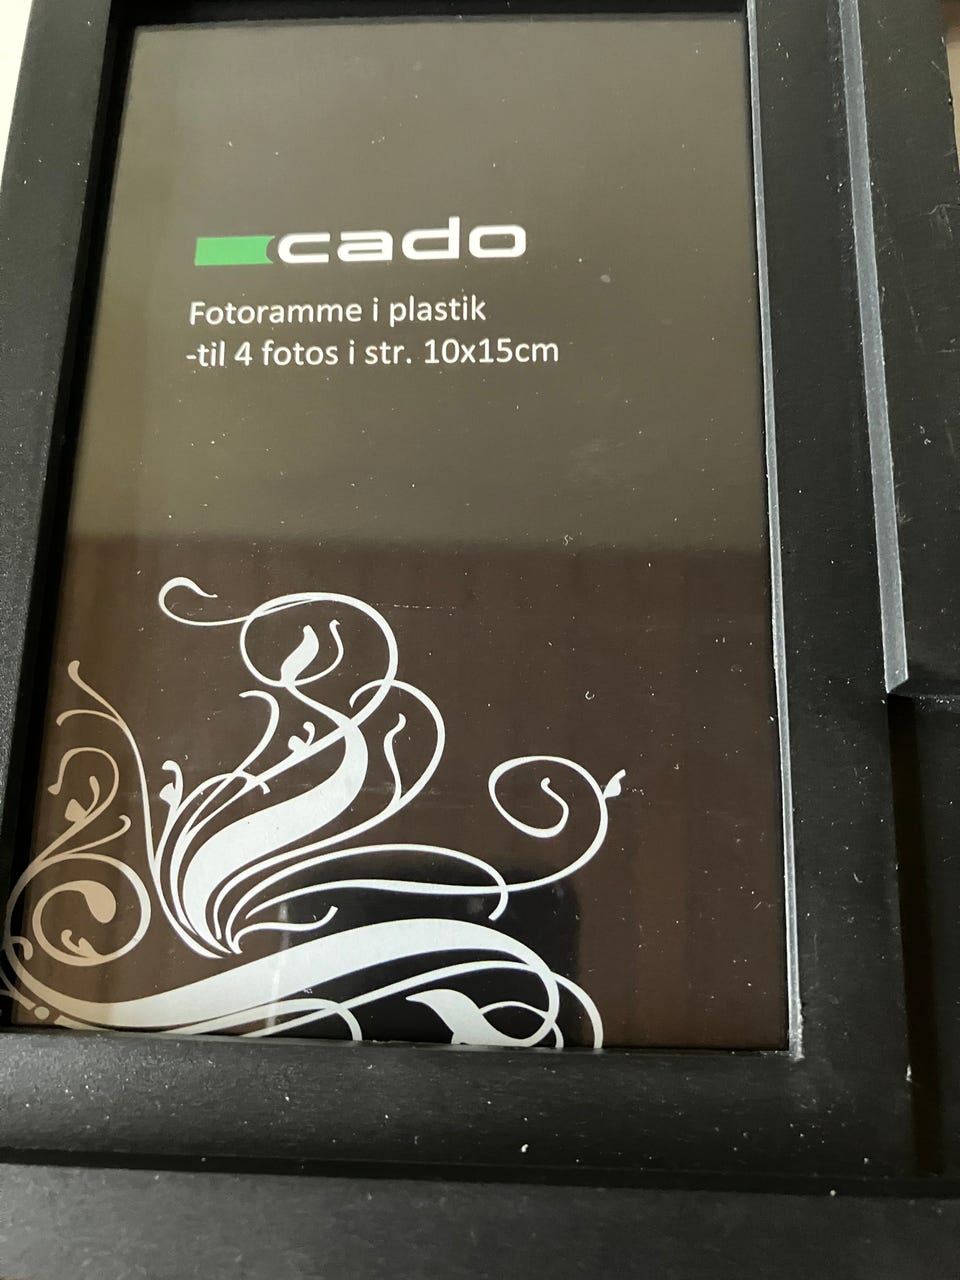 cado
Fotoramme i plastik
-til 4 fotos i str. 10x15cm